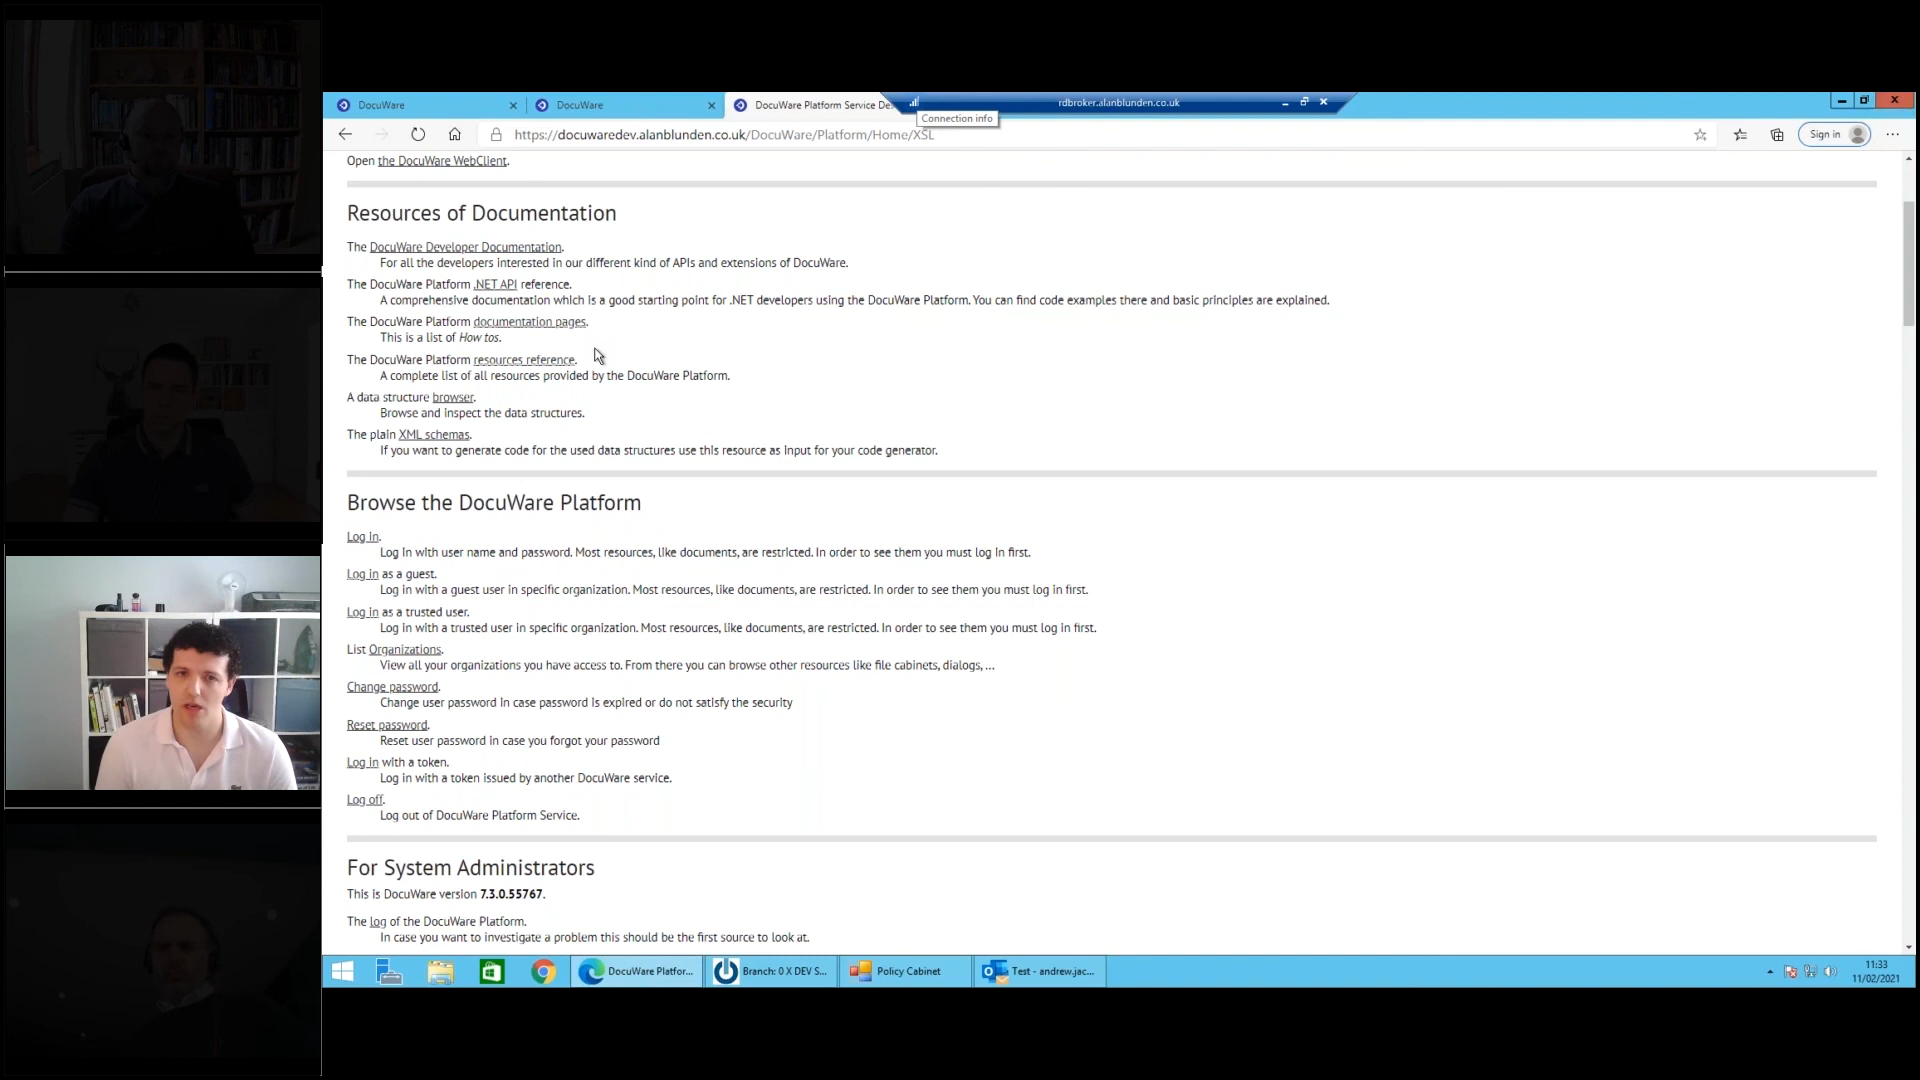 DocuWare
DocuWare
DocuWare Platform Service De
rdbroker.alanblunden.co.uk
Connection info
https://docuwaredev.alanblunden.co.uk/DocuWare/Platform/Home/XSL
Sign in
Open the DocuWare WebClient.
Resources of Documentation
The DocuWare Developer Documentation.
For all the developers interested in our different kind of APIs and extensions of DocuWare.
The DocuWare Platform .NET API reference.
A comprehensive documentation which is a good starting point for .NET developers using the DocuWare Platform. You can find code examples there and basic principles are explained.
The DocuWare Platform documentation pages.
This is a list of How tos.
The DocuWare Platform resources reference.
A complete list of all resources provided by the DocuWare Platform.
A data structure browser.
Browse and inspect the data structures.
The plain XML schemas.
If you want to generate code for the used data structures use this resource as input for your code generator.
Browse the DocuWare Platform
Log in.
Log in with user name and password. Most resources, like documents, are restricted. In order to see them you must log in first.
Log in as a guest.
Log in with a guest user in specific organization. Most resources, like documents, are restricted. In order to see them you must log in first.
Log in as a trusted user.
Log in with a trusted user in specific organization. Most resources, like documents, are restricted. In order to see them you must log in first.
List Organizations.
View all your organizations you have access to. From there you can browse other resources like file cabinets, dialogs, ...
Change password.
Change user password in case password is expired or do not satisfy the security
Reset password.
Reset user password in case you forgot your password
Log in with a token.
Log in with a token issued by another DocuWare service.
Log off.
Log out of DocuWare Platform Service.
For System Administrators
This is DocuWare version 7.3.0.55767.
The log of the DocuWare Platform.
In case you want to investigate a problem this should be the first source to look at.
DocuWare Platfor...
Branch: 0 X DEV S...
Policy Cabinet
Test - andrew.jac...
11:33
11/02/2021